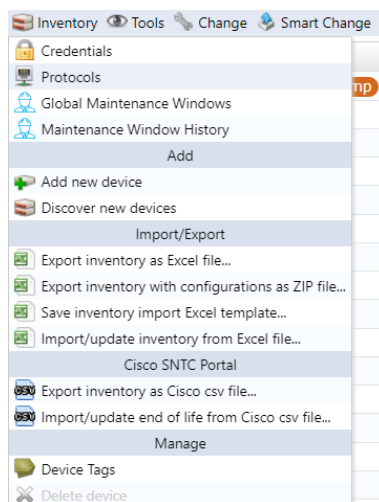 Inventory Tools Change Smart Change
Credentials
Protocols
mp
Global Maintenance Windows
Maintenance Window History
Add
Add new device
Discover new devices
Import/Export
Export inventory as Excel file...
Export inventory with configurations as ZIP file...
Save inventory import Excel template...
Import/update inventory from Excel file...
Cisco SNTC Portal
CSV Export inventory as Cisco csv file...
CSV Import/update end of life from Cisco csv file...
Manage
Device Tags
Delete device